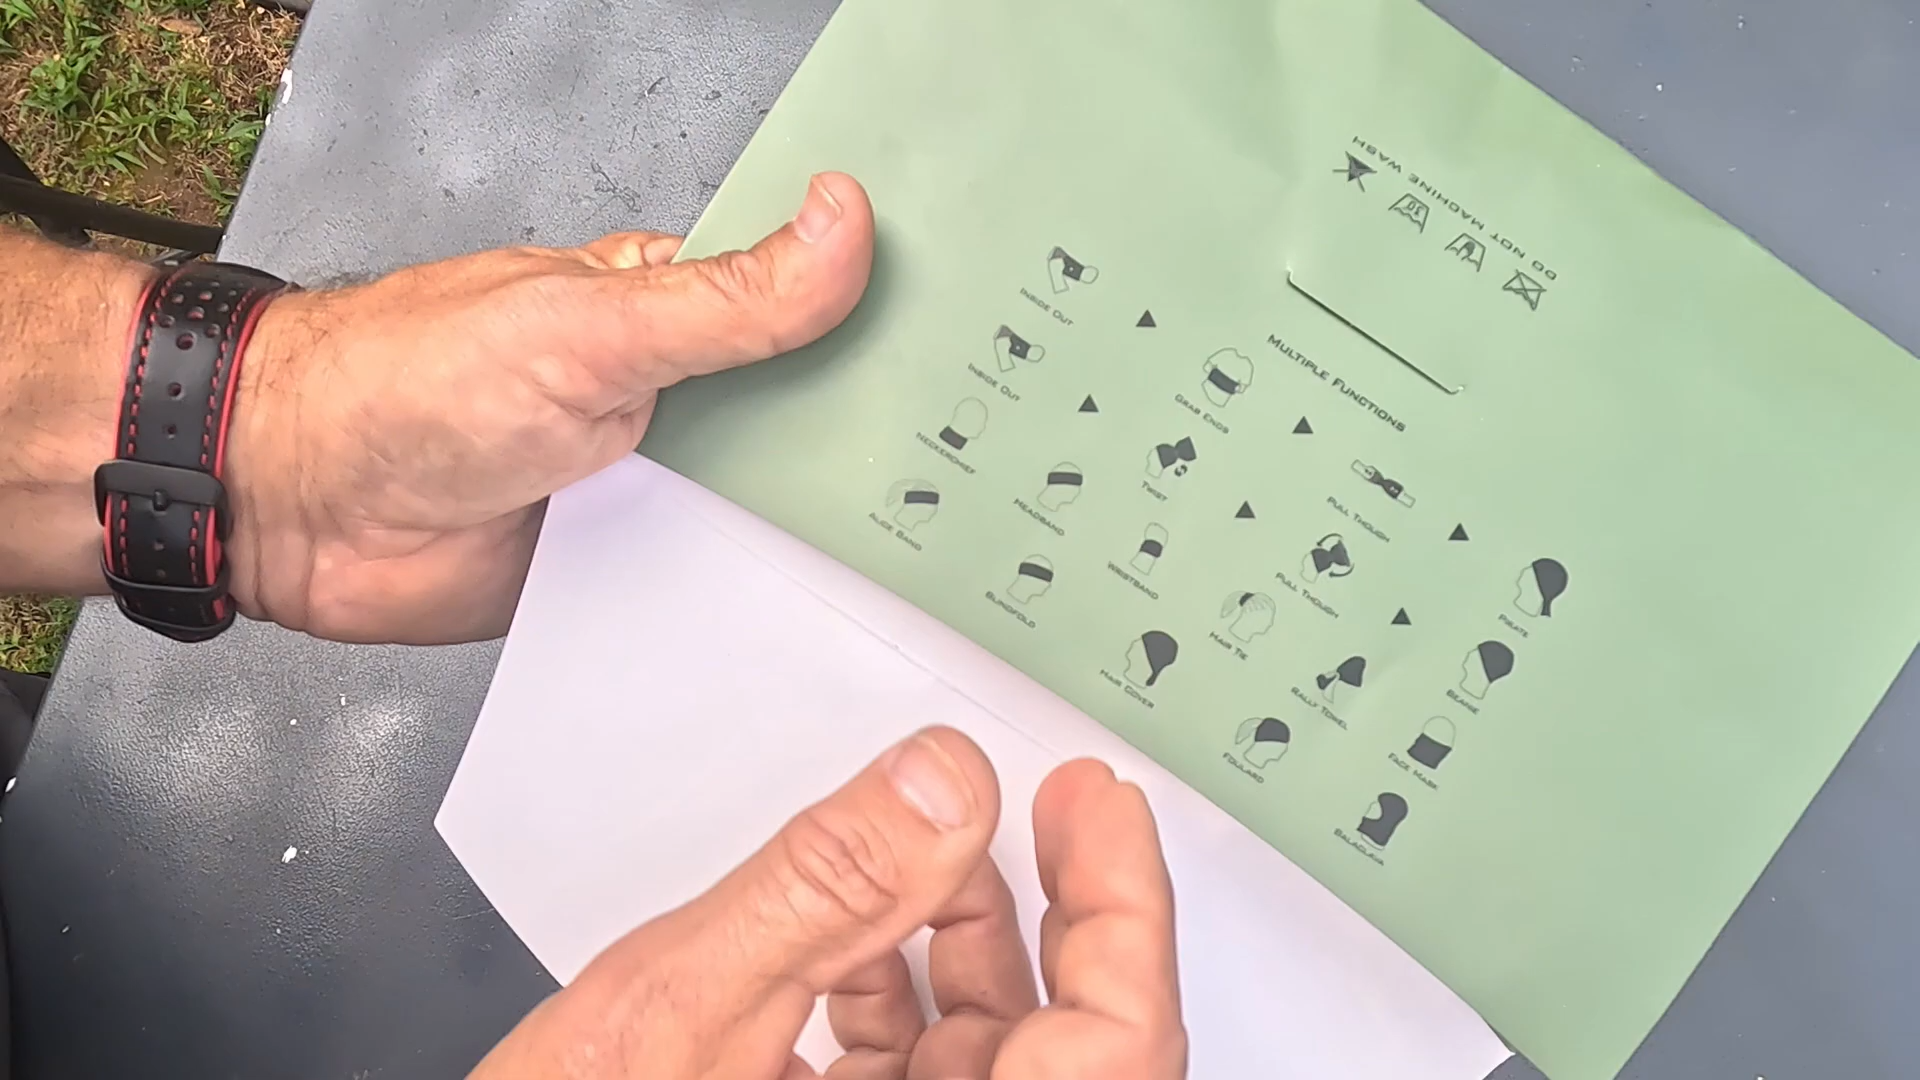 DO NOT MACHINE WASH
30
MULTIPLE FUNCTIONS
INSIDE OUT
GRAB ENDS
PULL THOUGH
PIRATE
INSIDE OUT
TWIST
PULL THOUGH
BEANIE
NECKERCHIEF
HEADBAND
WRISTBAND
HAIR TIE
RALLY TOWEL
FACE MASK
ALICE BAND
BLINDFOLD
HAIR COVER
FOULARD
BALACLAVA